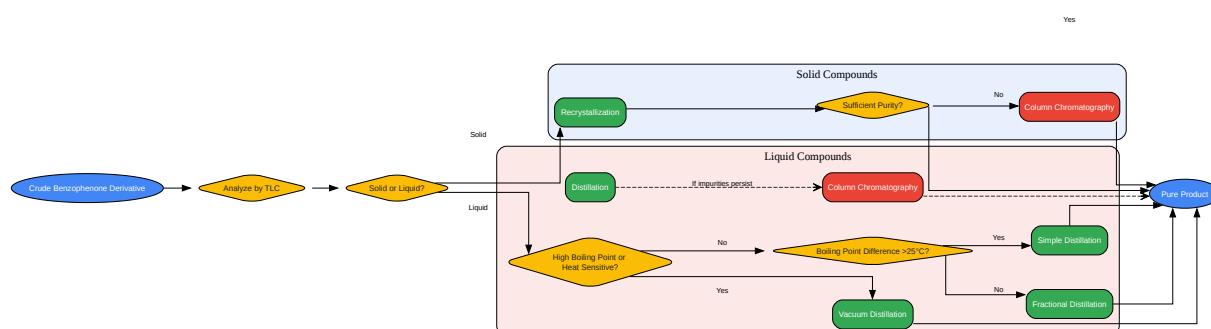 Yes
Solid Compounds
Recrystallization
Sufficient Purity?
No
Column Chromatography
Solid
Liquid Compounds
Crude Benzophenone Derivative
Analyze by TLC
Solid or Liquid?
Distillation
If impurities persist
Column Chromatography
Pure Product
Liquid
High Boiling Point or
Heat Sensitive?
No
Boiling Point Difference >25°C?
Yes
Simple Distillation
Yes
No
Fractional Distillation
Vacuum Distillation